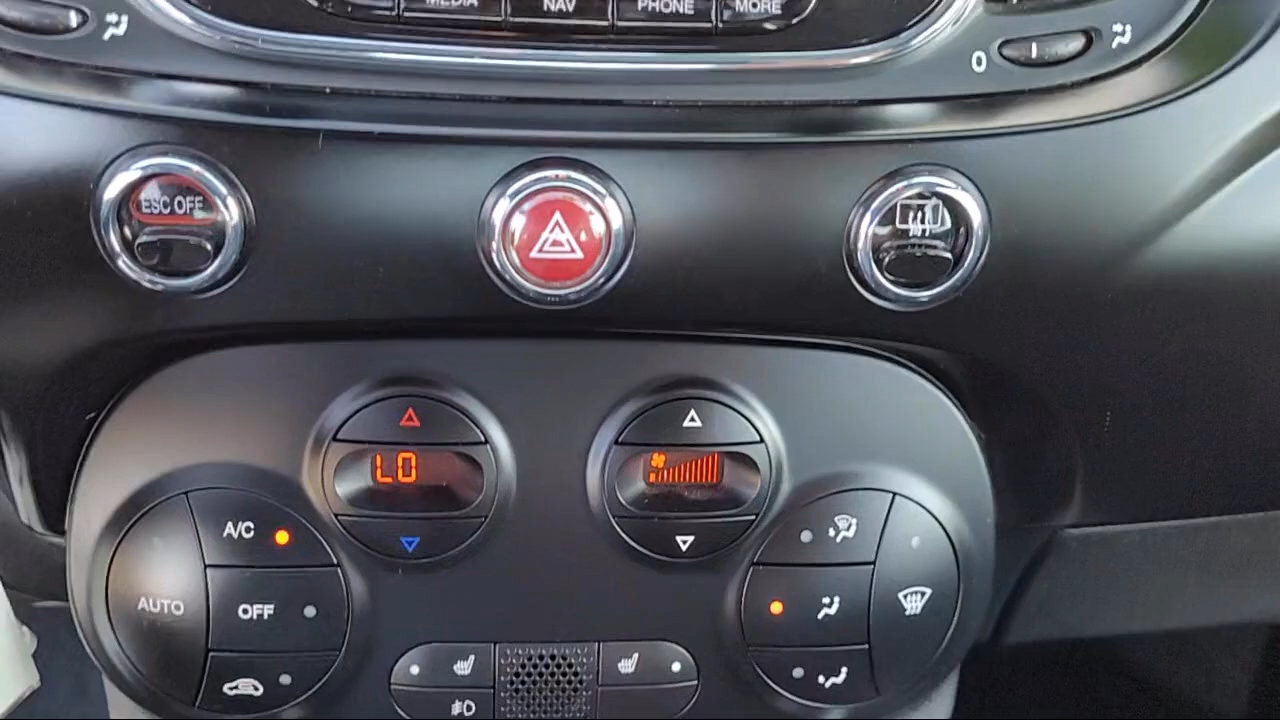 MEDIA
NAV
PHONE
MORE
0
ESC OFF
LO
A/C
AUTO
OFF